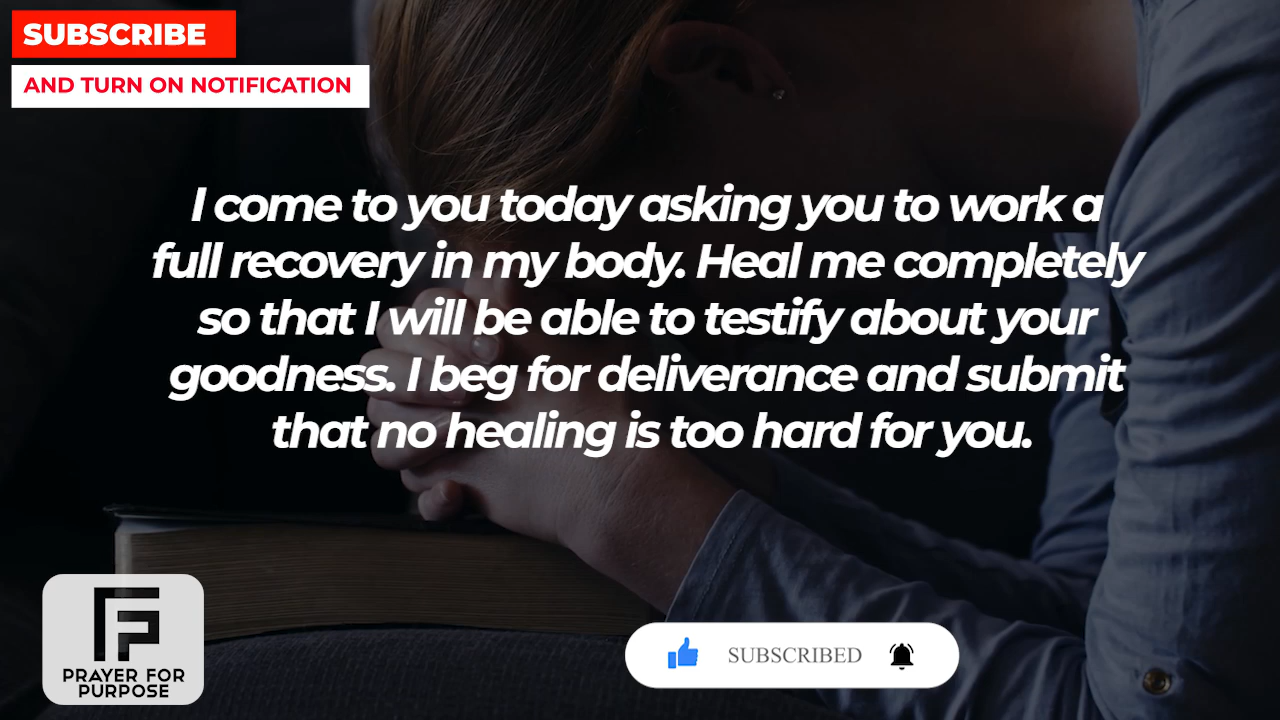 SUBSCRIBE
AND TURN ON NOTIFICATION
I come to you today asking you to work a
full recovery in my body. Heal me completely
so that I will be able to testify about your
goodness. I beg for deliverance and submit
that no healing is too hard for you.
PRAYER FOR
PURPOSE
SUBSCRIBED